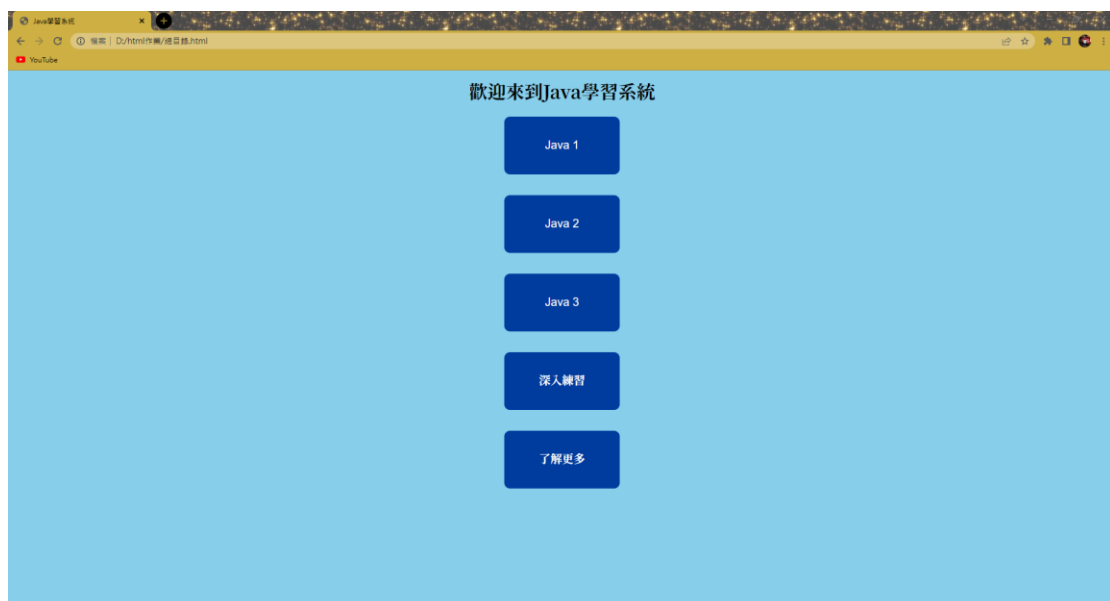 Java學習系統
檔案 D:/html作業/總目錄.html
YouTube
歡迎來到Java學習系統
Java 1
Java 2
Java 3
深入練習
了解更多